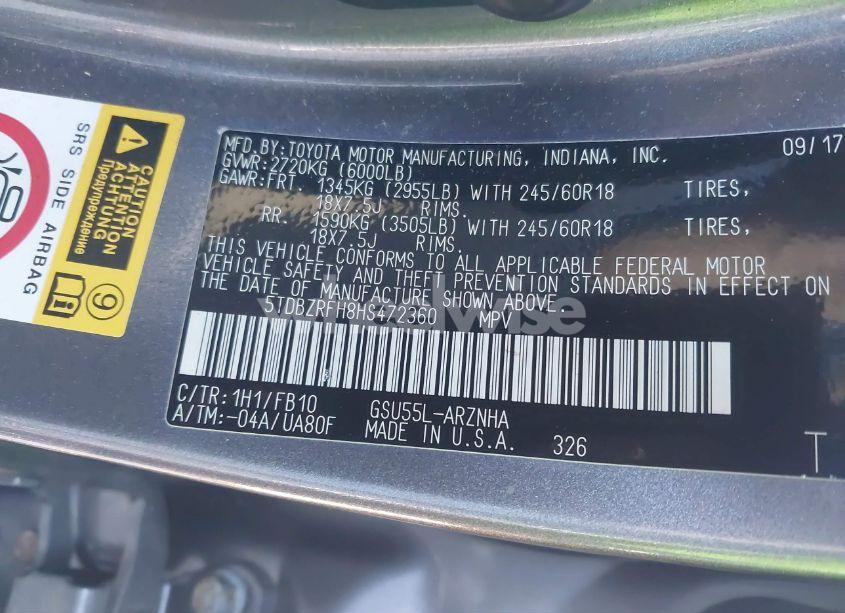 SRS SIDE AIRBAG
CAUTION
ATTENTION
ACHTUNG
Предупреждение
9
MFD.BY:TOYOTA MOTOR MANUFACTURING, INDIANA, INC. 09/17
GVWR:2720KG (6000LB)
GAWR:FRT. 1345KG (2955LB) WITH 245/60R18 TIRES,
18X7.5J RIMS.
RR 1590KG (3505LB) WITH 245/60R18 TIRES,
18X7.5J RIMS.
THIS VEHICLE CONFORMS TO ALL APPLICABLE FEDERAL MOTOR
VEHICLE SAFETY AND THEFT PREVENTION STANDARDS IN EFFECT ON
THE DATE OF MANUFACTURE SHOWN ABOVE.
5TDBZRFH8HS472360 MPV
C/TR:1H1/FB10 GSU55L-ARZNHA
A/TM:-04A/UA80F MADE IN U.S.A. 326
T